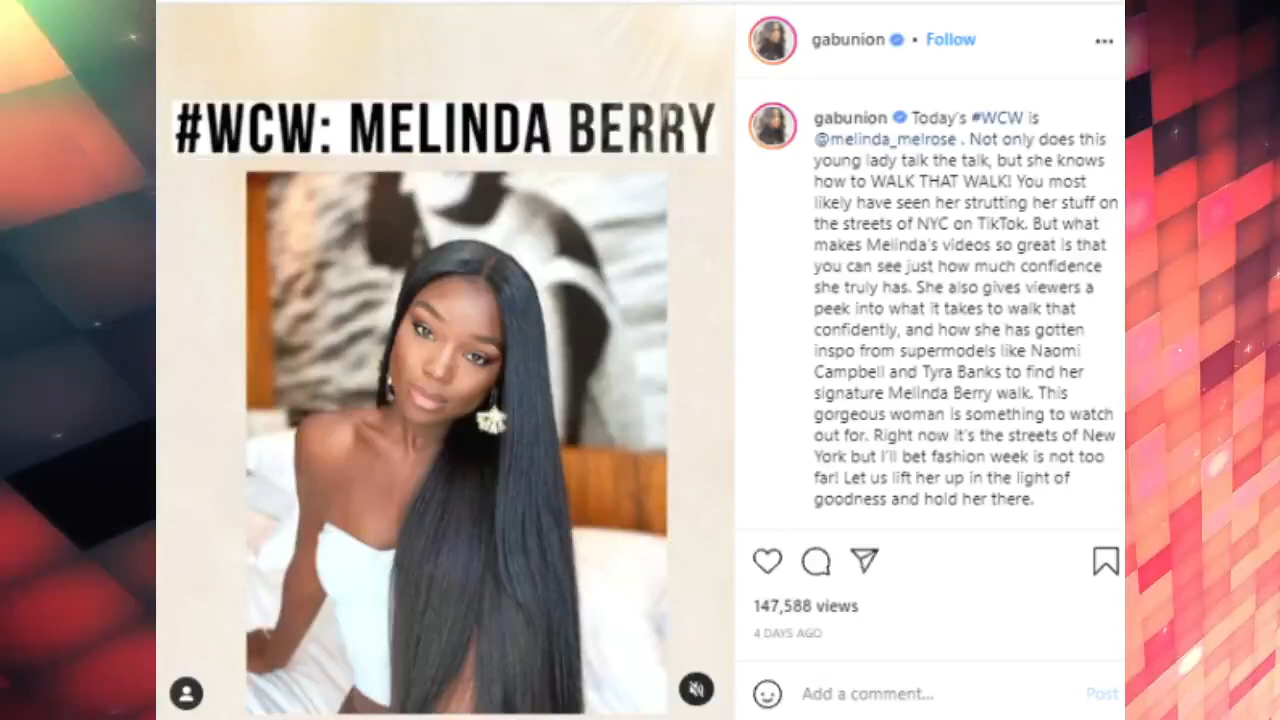 #WCW: MELINDA BERRY
gabunion • Follow
gabunion Today's #WCW is
@melinda_melrose . Not only does this
young lady talk the talk, but she knows
how to WALK THAT WALK! You most
likely have seen her strutting her stuff on
the streets of NYC on TikTok. But what
makes Melinda's videos so great is that
you can see just how much confidence
she truly has. She also gives viewers a
peek into what it takes to walk that
confidently, and how she has gotten
inspo from supermodels like Naomi
Campbell and Tyra Banks to find her
signature Melinda Berry walk. This
gorgeous woman is something to watch
out for. Right now it's the streets of New
York but I'll bet fashion week is not too
far! Let us lift her up in the light of
goodness and hold her there.
147,588 views
4 DAYS AGO
Add a comment...
Post